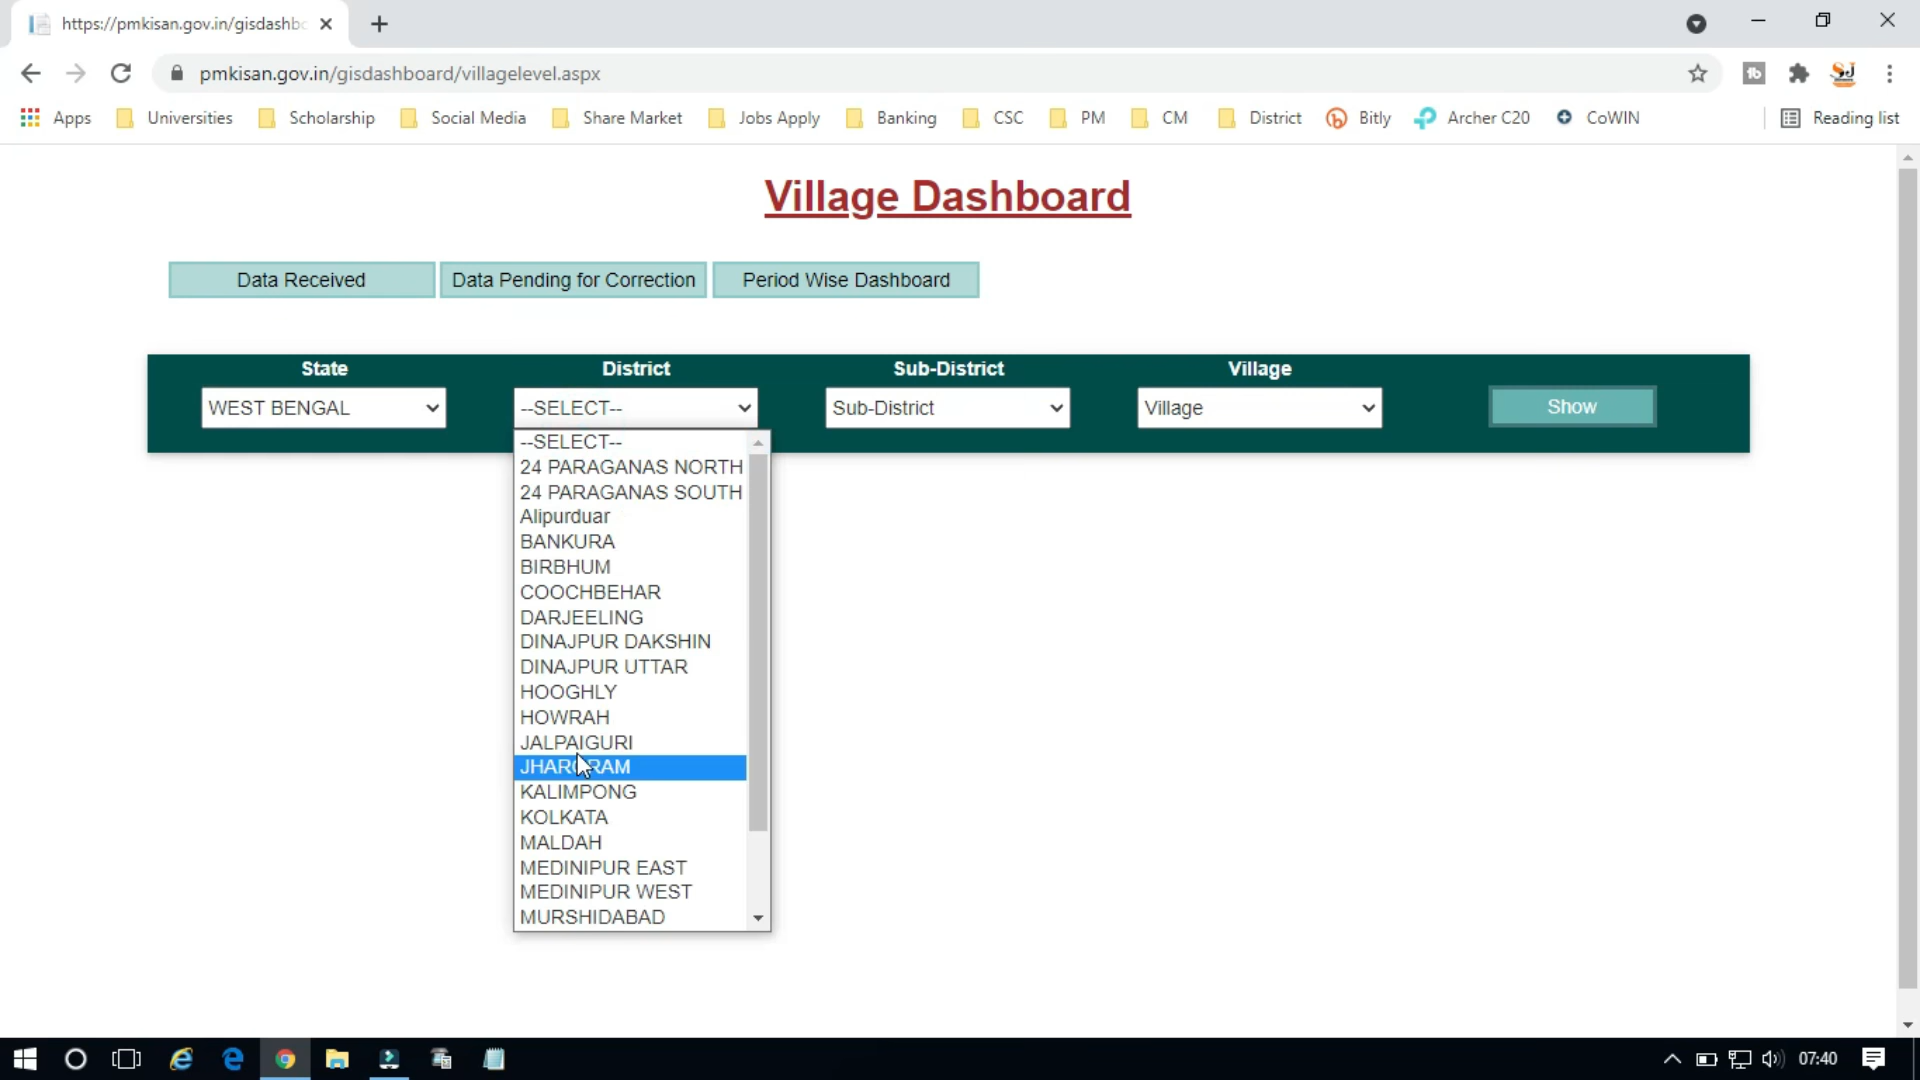 https://pmkisan.gov.in/gisdashbo
pmkisan.gov.in/gisdashboard/villagelevel.aspx
Apps Universities Scholarship Social Media Share Market Jobs Apply Banking CSC PM CM District Bitly Archer C20 CoWIN Reading list
Village Dashboard
Data Received Data Pending for Correction Period Wise Dashboard
State District Sub-District Village
WEST BENGAL --SELECT-- Sub-District Village Show
--SELECT--
24 PARAGANAS NORTH
24 PARAGANAS SOUTH
Alipurduar
BANKURA
BIRBHUM
COOCHBEHAR
DARJEELING
DINAJPUR DAKSHIN
DINAJPUR UTTAR
HOOGHLY
HOWRAH
JALPAIGURI
JHARGRAM
KALIMPONG
KOLKATA
MALDAH
MEDINIPUR EAST
MEDINIPUR WEST
MURSHIDABAD
07:40